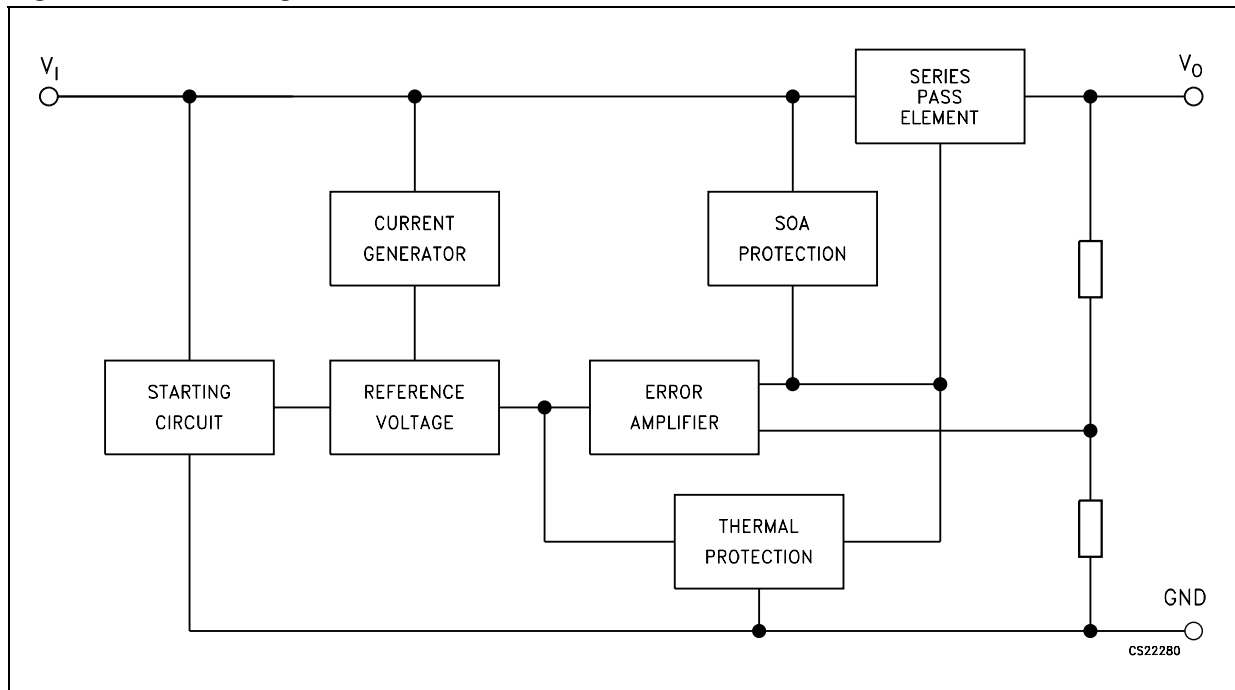 V_I
SERIES
PASS
ELEMENT
V_O
CURRENT
GENERATOR
SOA
PROTECTION
STARTING
CIRCUIT
REFERENCE
VOLTAGE
ERROR
AMPLIFIER
THERMAL
PROTECTION
GND
CS22280